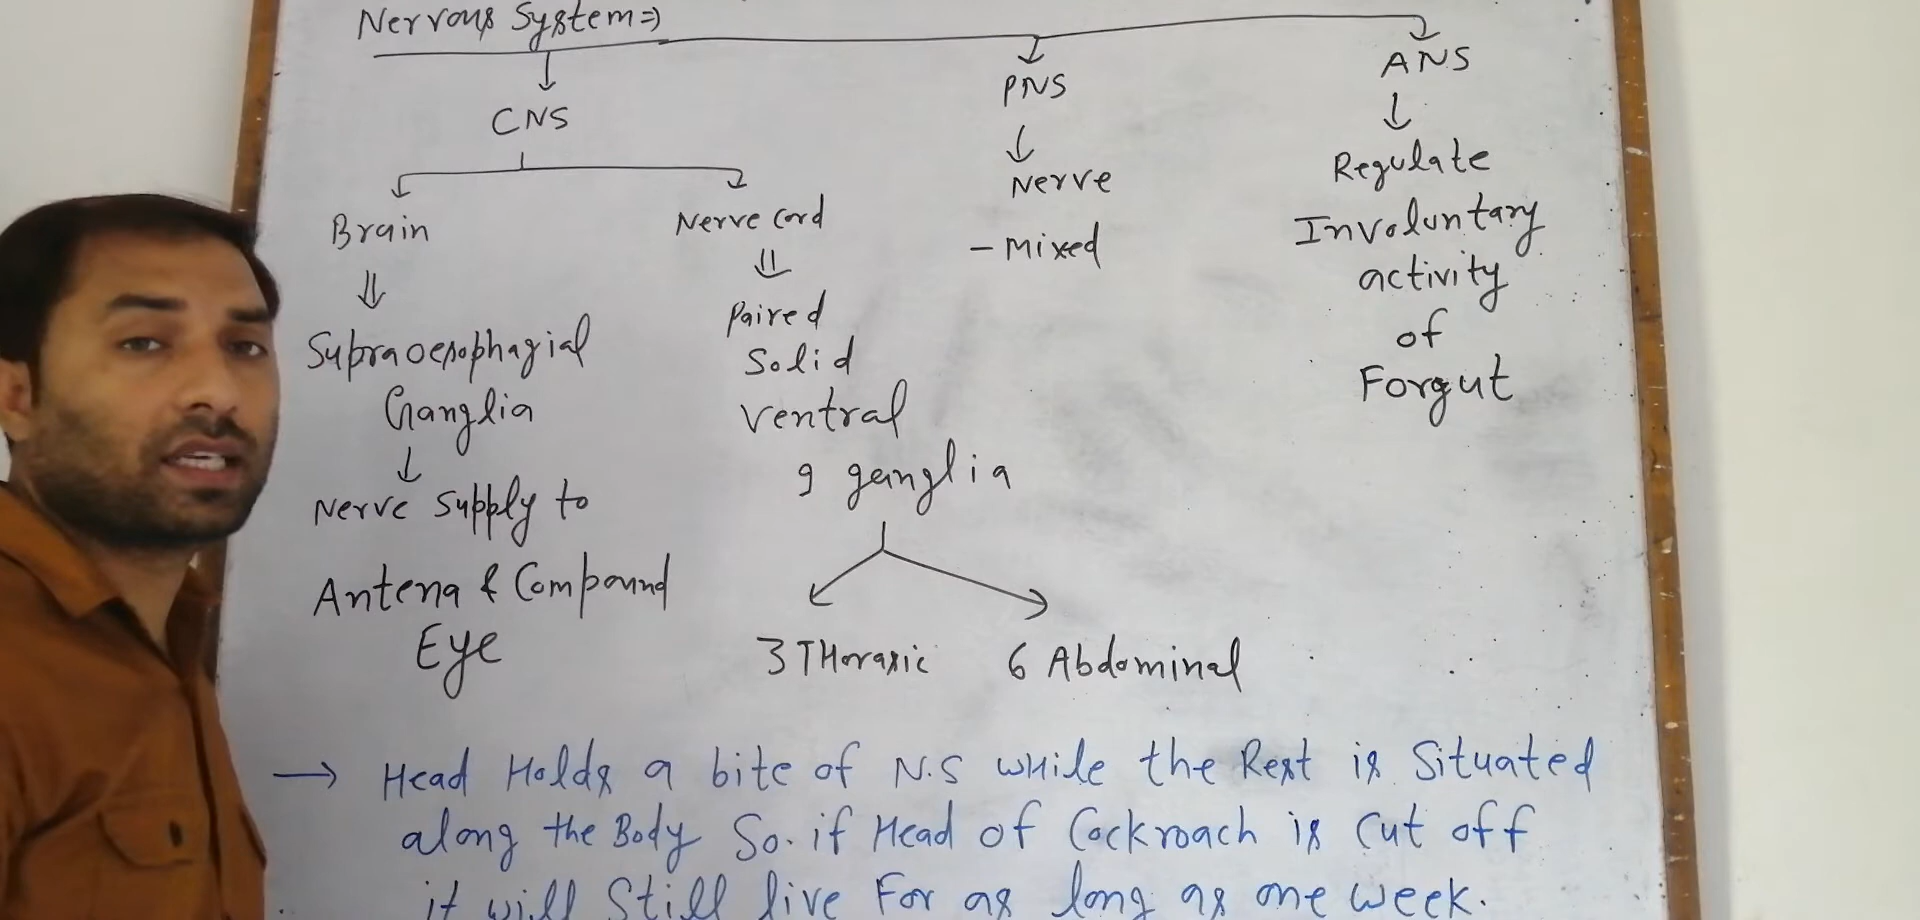 Nervous System ⇒
CNS
PNS
ANS
Brain
Nerve cord
Nerve
- Mixed
Regulate
Involuntary
activity
of
Forgut
Supraoesophagial
Ganglia
Nerve supply to
Antena & Compound
Eye
Paired
Solid
Ventral
9 ganglia
3 THoraxic
6 Abdominal
→ Head Holds a bite of N.S while the Rest is Situated
along the Body So. if Head of Cockroach is cut off
it will Still live For as long as one week.